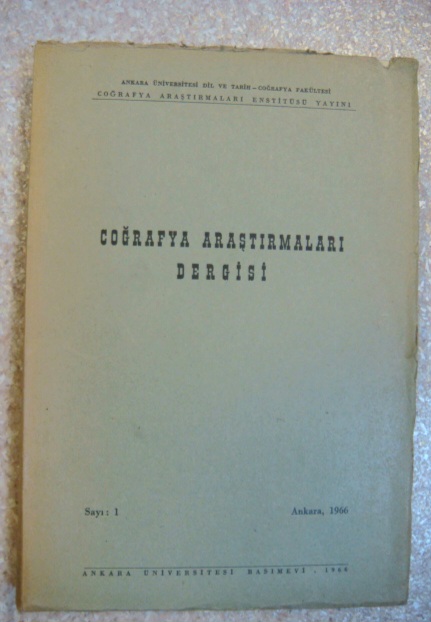 ANKARA ÜNİVERSİTESİ DİL VE TARİH - COĞRAFYA FAKÜLTESİ
COĞRAFYA ARAŞTIRMALARI ENSTİTÜSÜ YAYINI
COĞRAFYA ARAŞTIRMALARI
DERGİSİ
Sayı: 1 Ankara, 1966
ANKARA ÜNİVERSİTESİ BASIMEVİ . 1966